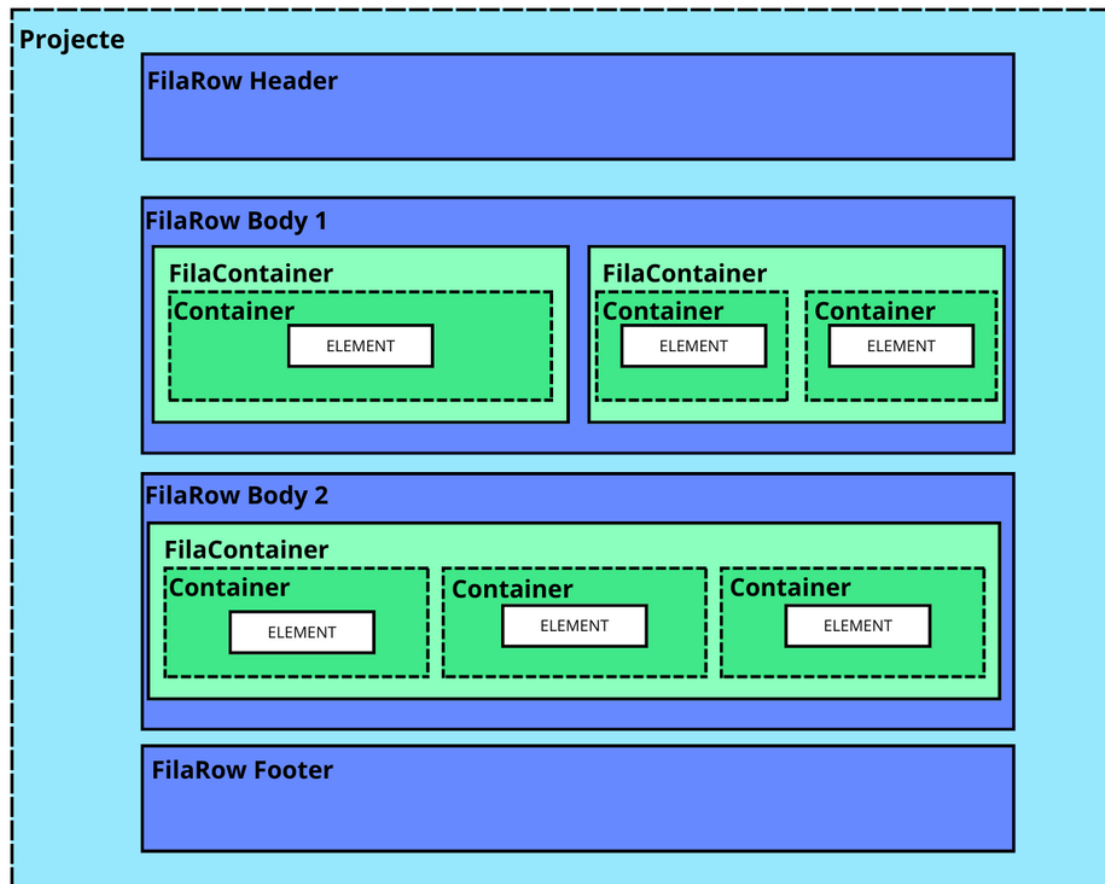 Projecte
FilaRow Header
FilaRow Body 1
FilaContainer
Container
ELEMENT
FilaContainer
Container
ELEMENT
Container
ELEMENT
FilaRow Body 2
FilaContainer
Container
ELEMENT
Container
ELEMENT
Container
ELEMENT
FilaRow Footer